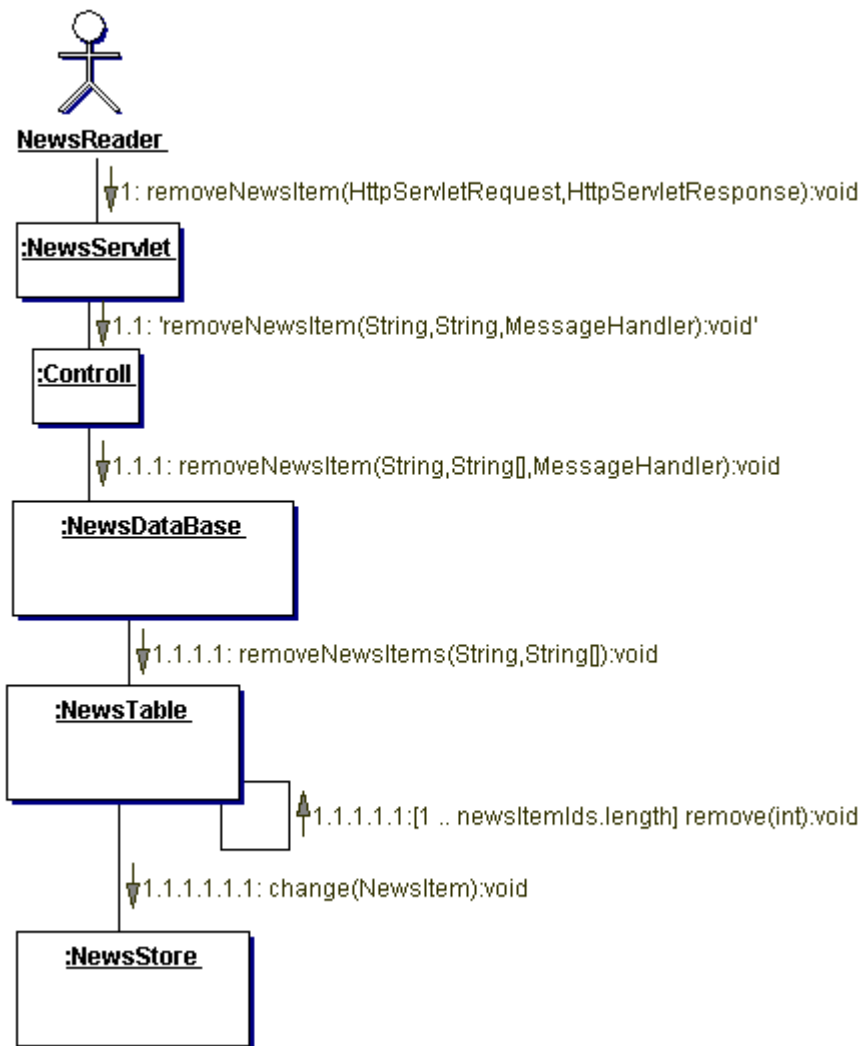 NewsReader
1: removeNewsItem(HttpServletRequest,HttpServletResponse):void
:NewsServlet
1.1: 'removeNewsItem(String,String,MessageHandler):void'
:Controll
1.1.1: removeNewsItem(String,String[],MessageHandler):void
:NewsDataBase
1.1.1.1: removeNewsItems(String,String[]):void
:NewsTable
1.1.1.1.1:[1 .. newsItemIds.length] remove(int):void
1.1.1.1.1.1: change(NewsItem):void
:NewsStore